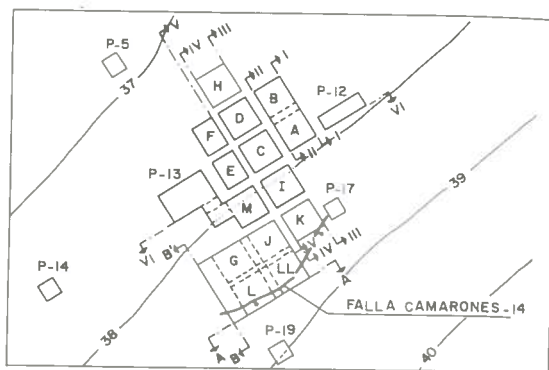 V
IV
III
P-5
II
I
H
B
P-12
37
D
A
VI
F
C
II
I
E
P-13
I
39
M
P-17
K
VI
B'
J
V
III
IV
P-14
G
LL
A
L
FALLA CAMARONES-14
38
A
B
P-19
40